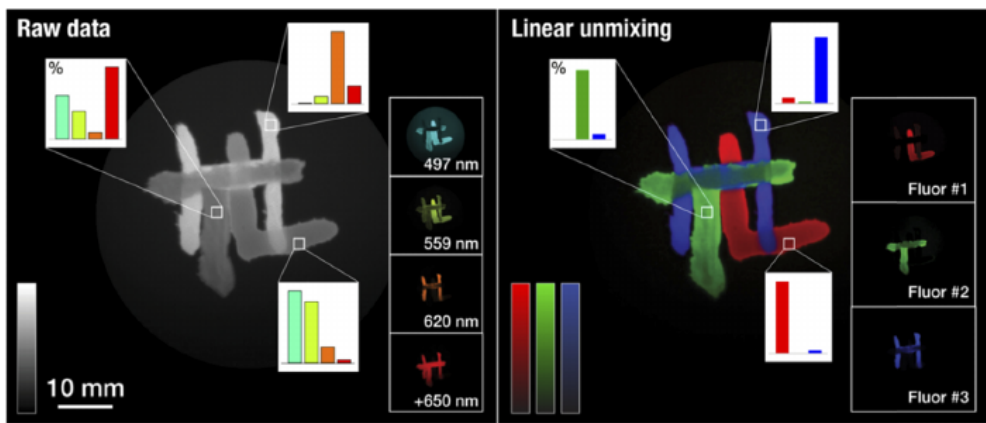 Raw data
%
497 nm
559 nm
620 nm
+650 nm
10 mm
Linear unmixing
%
Fluor #1
Fluor #2
Fluor #3